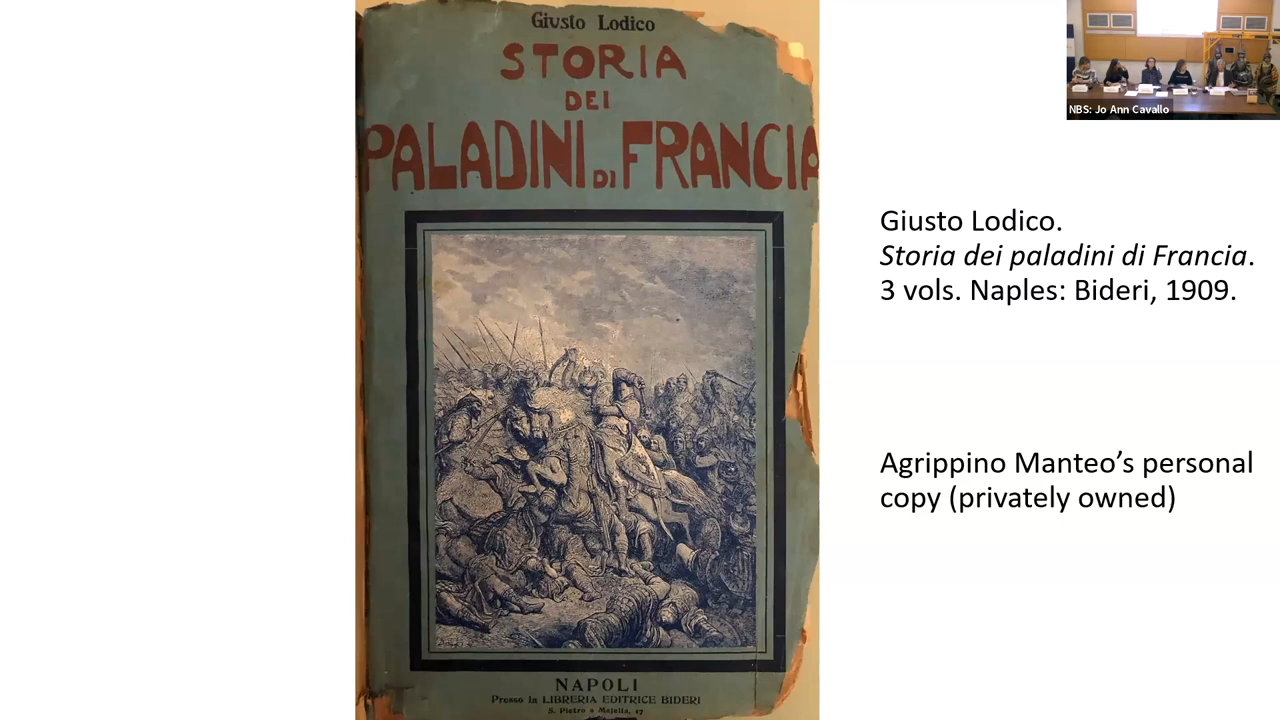 Giusto Lodico
STORIA
DEI
PALADINI DI FRANCIA
NAPOLI
Presso la LIBRERIA EDITRICE BIDERI
S. Pietro a Majella, 17
NBS: Jo Ann Cavallo
Giusto Lodico.
Storia dei paladini di Francia.
3 vols. Naples: Bideri, 1909.
Agrippino Manteo’s personal
copy (privately owned)